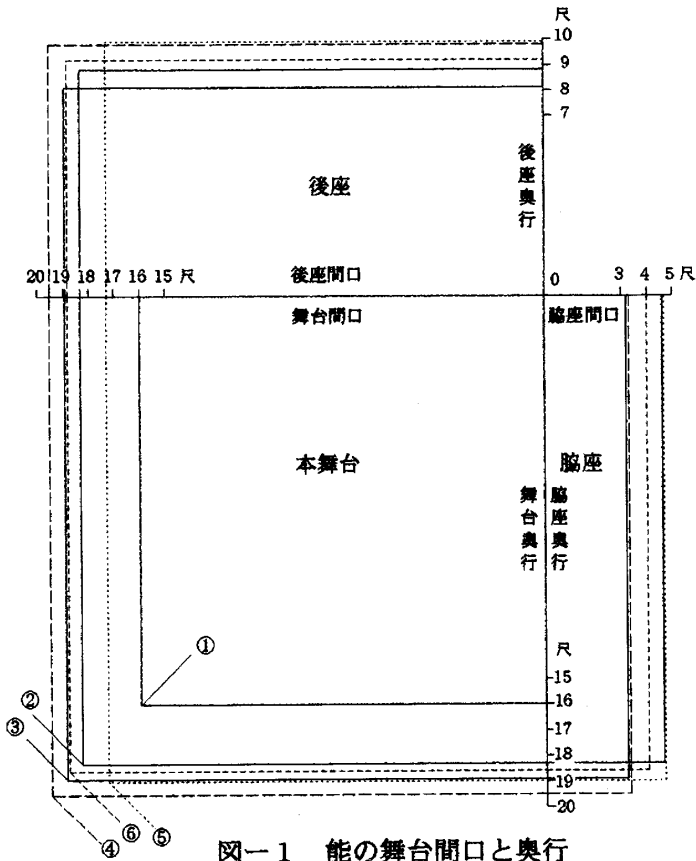 尺
10
9
8
7
後座奥行
後座
20 19 18 17 16 15 尺
後座間口
0
3 4 5 尺
舞台間口
脇座間口
本舞台
脇座
舞台奥行
脇座奥行
①
尺
15
16
17
18
19
20
②
③
④
⑥
⑤
図－1 能の舞台間口と奥行